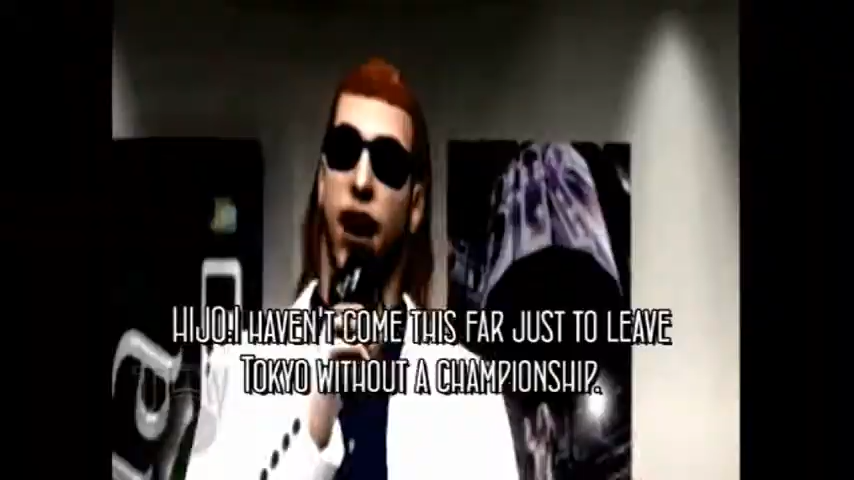 HIJO:I HAVEN'T COME THIS FAR JUST TO LEAVE
TOKYO WITHOUT A CHAMPIONSHIP.